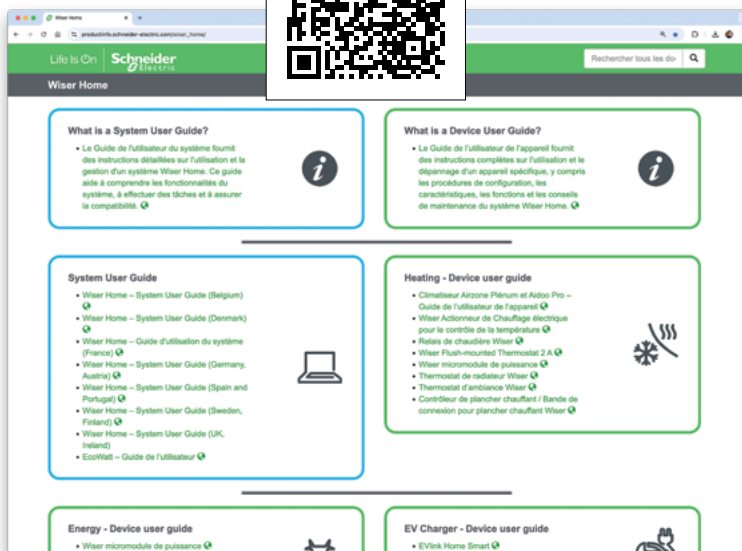 Wiser Home
productinfo.schneider-electric.com/wiser_home/
Life Is On
Schneider
Electric
Rechercher tous les do
Wiser Home
What is a System User Guide?
• Le Guide de l'utilisateur du système fournit
des instructions détaillées sur l'utilisation et la
gestion d'un système Wiser Home. Ce guide
aide à comprendre les fonctionnalités du
système, à effectuer des tâches et à assurer
la compatibilité.
What is a Device User Guide?
• Le Guide de l'utilisateur de l'appareil fournit
des instructions complètes sur l'utilisation et le
dépannage d'un appareil spécifique, y compris
les procédures de configuration, les
caractéristiques, les fonctions et les conseils
de maintenance du système Wiser Home.
System User Guide
• Wiser Home – System User Guide (Belgium)
• Wiser Home – System User Guide (Denmark)
• Wiser Home – Guide d'utilisation du système
(France)
• Wiser Home – System User Guide (Germany,
Austria)
• Wiser Home – System User Guide (Spain and
Portugal)
• Wiser Home – System User Guide (Sweden,
Finland)
• Wiser Home – System User Guide (UK,
Ireland)
• EcoWatt – Guide de l'utilisateur
Heating - Device user guide
• Climatiseur Airzone Plénum et Aidoo Pro –
Guide de l'utilisateur de l'appareil
• Wiser Actionneur de Chauffage électrique
pour le contrôle de la température
• Relais de chaudière Wiser
• Wiser Flush-mounted Thermostat 2 A
• Wiser micromodule de puissance
• Thermostat de radiateur Wiser
• Thermostat d'ambiance Wiser
• Contrôleur de plancher chauffant / Bande de
connexion pour plancher chauffant Wiser
Energy - Device user guide
• Wiser micromodule de puissance
EV Charger - Device user guide
• EVlink Home Smart